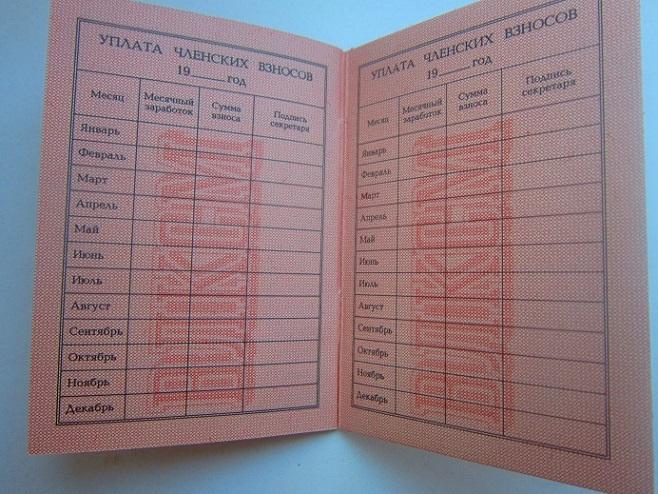 УПЛАТА ЧЛЕНСКИХ ВЗНОСОВ
19____ год
Месяц
Месячный
заработок
Сумма
взноса
Подпись
секретаря
Январь
Февраль
Март
Апрель
Май
Июнь
Июль
Август
Сентябрь
Октябрь
Ноябрь
Декабрь
ВЛКСМ
УПЛАТА ЧЛЕНСКИХ ВЗНОСОВ
19____ год
Месяц
Месячный
заработок
Сумма
взноса
Подпись
секретаря
Январь
Февраль
Март
Апрель
Май
Июнь
Июль
Август
Сентябрь
Октябрь
Ноябрь
Декабрь
ВЛКСМ